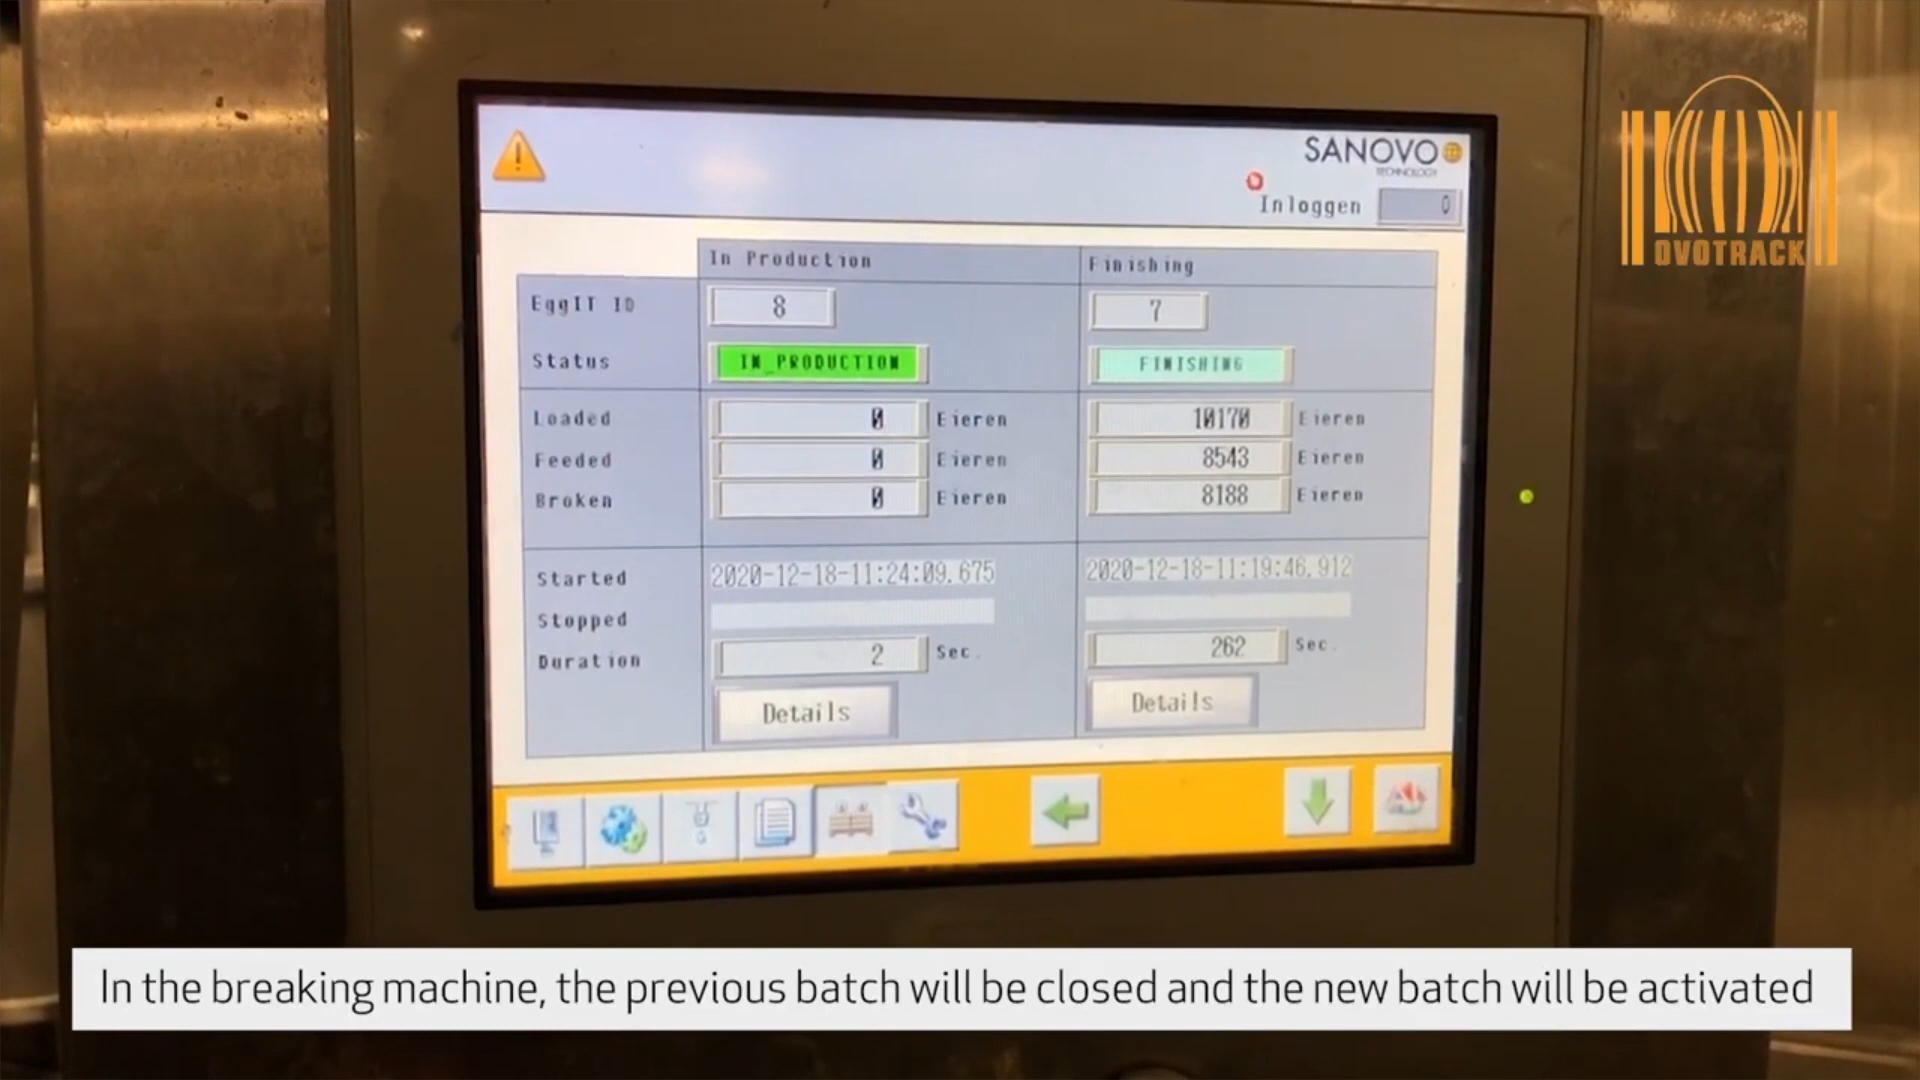 SANOVO
TECHNOLOGY
Inloggen 0
OVOTRACK
In Production Finishing
EggIT ID 8 7
Status IN_PRODUCTION FINISHING
Loaded 0 Eieren 10170 Eieren
Feeded 0 Eieren 8543 Eieren
Broken 0 Eieren 8188 Eieren
Started 2020-12-18-11:24:09.675 2020-12-18-11:19:46.912
Stopped
Duration 2 Sec. 262 Sec.
Details Details
In the breaking machine, the previous batch will be closed and the new batch will be activated